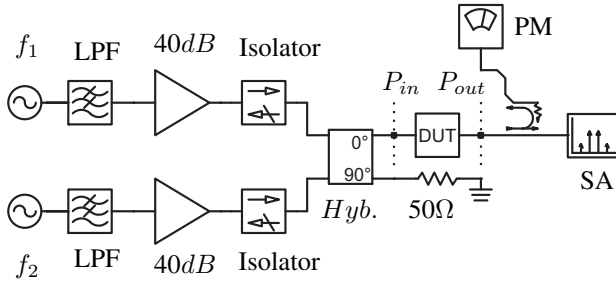 PM
f1
LPF
40dB
Isolator
Pin
Pout
0°
DUT
90°
SA
Hyb.
50Ω
f2
LPF
40dB
Isolator